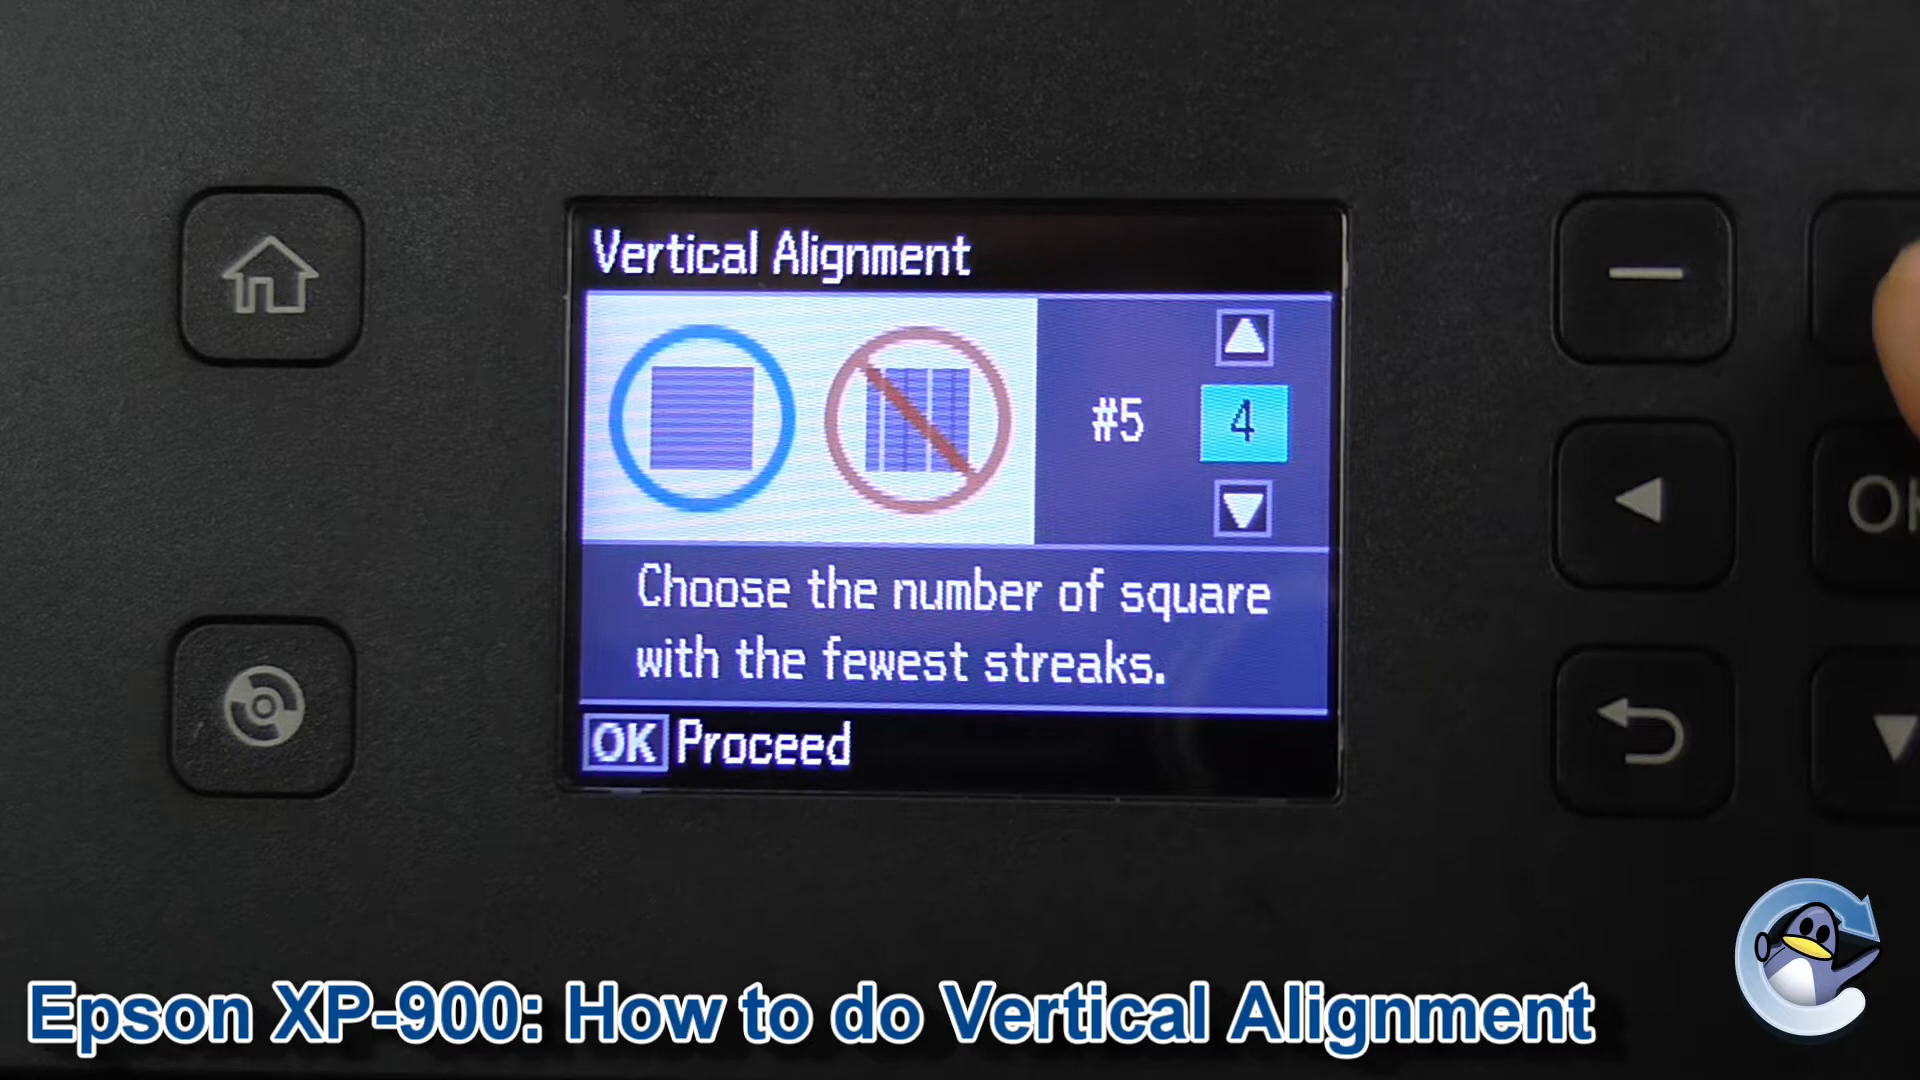 Vertical Alignment
#5 4
Choose the number of square
with the fewest streaks.
OK Proceed
OK
Epson XP-900: How to do Vertical Alignment